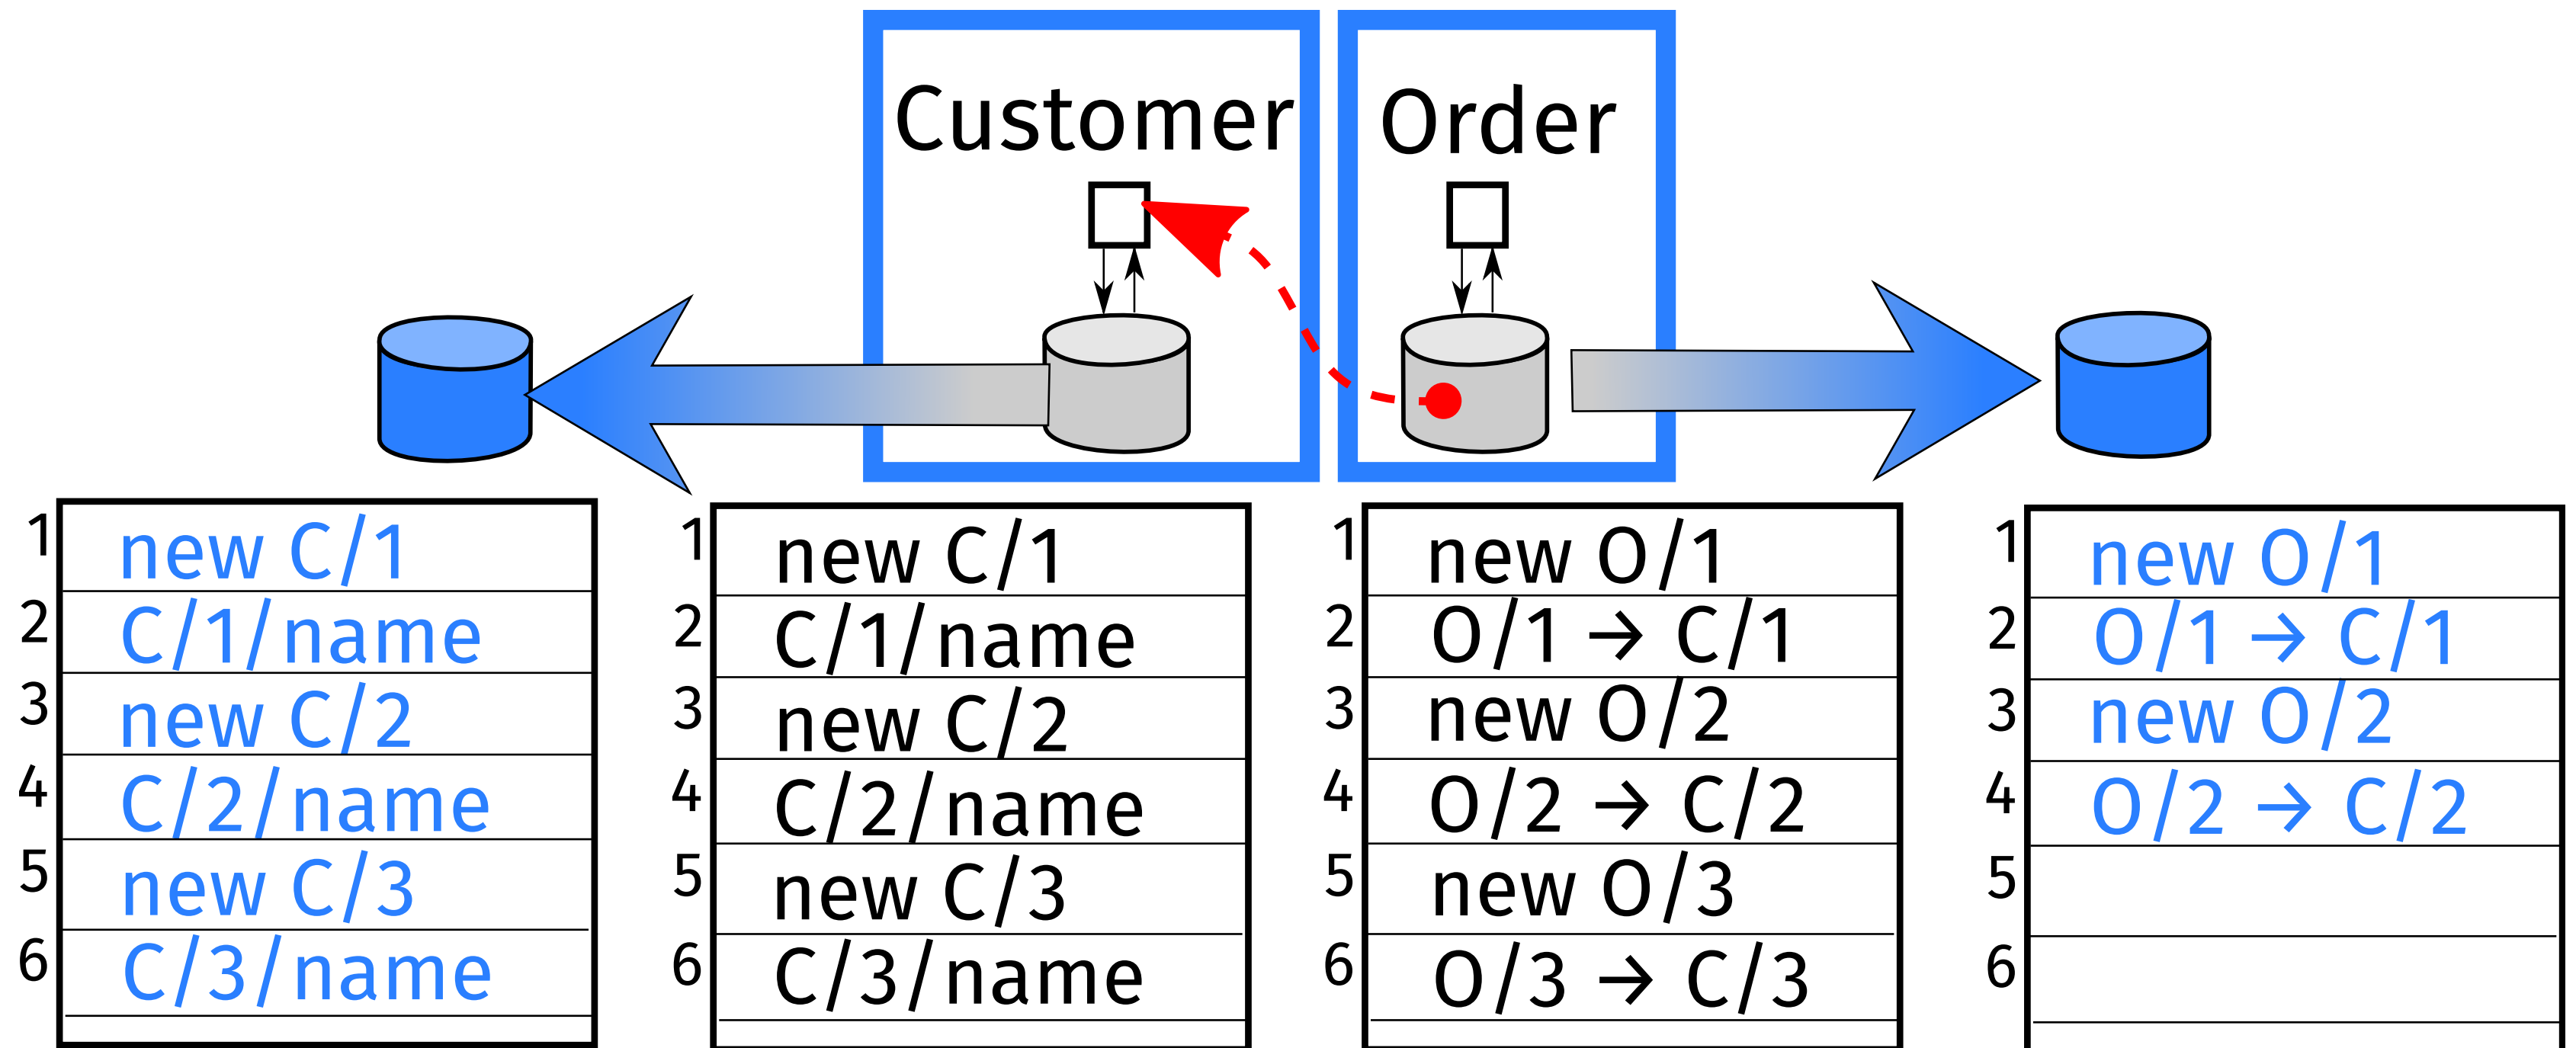 Customer
Order
1 new C/1
2 C/1/name
3 new C/2
4 C/2/name
5 new C/3
6 C/3/name
1 new C/1
2 C/1/name
3 new C/2
4 C/2/name
5 new C/3
6 C/3/name
1 new O/1
2 O/1 → C/1
3 new O/2
4 O/2 → C/2
5 new O/3
6 O/3 → C/3
1 new O/1
2 O/1 → C/1
3 new O/2
4 O/2 → C/2
5
6